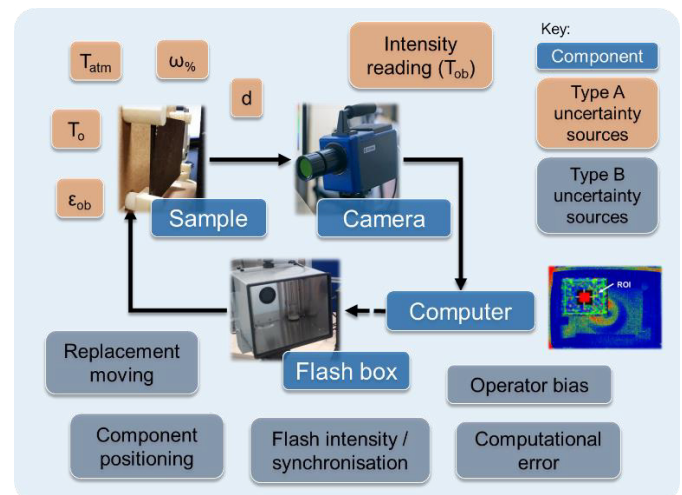 Key:
Component
Type A
uncertainty
sources
Type B
uncertainty
sources
Intensity
reading (Tₒb)
Tₐₜₘ
ω%
d
Tₒ
εₒb
Sample
Camera
Computer
Flash box
ROI
Replacement
moving
Component
positioning
Flash intensity /
synchronisation
Operator bias
Computational
error